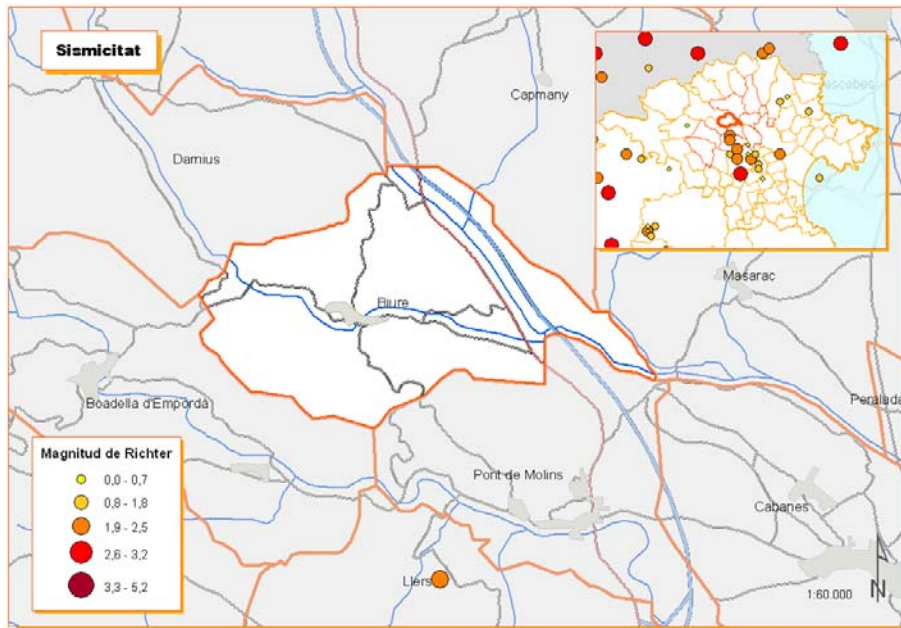 Sismicitat
Capmany
Darnius
Masaraç
Biure
Boadella d'Empordà
Peralada
Magnitud de Richter
0,0 - 0,7
0,8 - 1,8
1,9 - 2,5
2,6 - 3,2
3,3 - 5,2
Pont de Molins
Cabanes
Llers
1:60.000
N